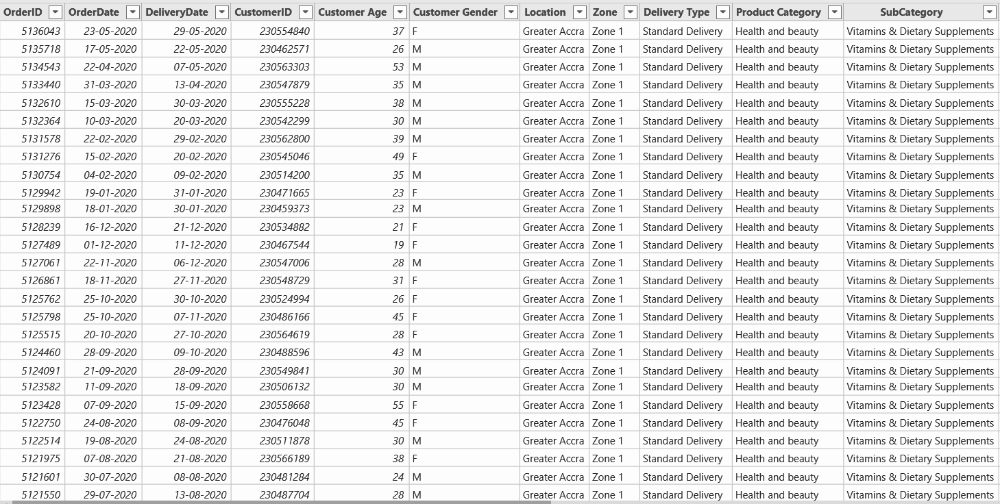 OrderID OrderDate DeliveryDate CustomerID Customer Age Customer Gender Location Zone Delivery Type Product Category SubCategory
5136043 23-05-2020 29-05-2020 230554840 37 F Greater Accra Zone 1 Standard Delivery Health and beauty Vitamins & Dietary Supplements
5135718 17-05-2020 22-05-2020 230462571 26 M Greater Accra Zone 1 Standard Delivery Health and beauty Vitamins & Dietary Supplements
5134543 22-04-2020 07-05-2020 230563303 53 M Greater Accra Zone 1 Standard Delivery Health and beauty Vitamins & Dietary Supplements
5133440 31-03-2020 13-04-2020 230547879 35 M Greater Accra Zone 1 Standard Delivery Health and beauty Vitamins & Dietary Supplements
5132610 15-03-2020 30-03-2020 230555228 38 M Greater Accra Zone 1 Standard Delivery Health and beauty Vitamins & Dietary Supplements
5132364 10-03-2020 20-03-2020 230542299 30 M Greater Accra Zone 1 Standard Delivery Health and beauty Vitamins & Dietary Supplements
5131578 22-02-2020 29-02-2020 230562800 39 M Greater Accra Zone 1 Standard Delivery Health and beauty Vitamins & Dietary Supplements
5131276 15-02-2020 20-02-2020 230545046 49 F Greater Accra Zone 1 Standard Delivery Health and beauty Vitamins & Dietary Supplements
5130754 04-02-2020 09-02-2020 230514200 35 M Greater Accra Zone 1 Standard Delivery Health and beauty Vitamins & Dietary Supplements
5129942 19-01-2020 31-01-2020 230471665 23 F Greater Accra Zone 1 Standard Delivery Health and beauty Vitamins & Dietary Supplements
5129898 18-01-2020 30-01-2020 230459373 23 M Greater Accra Zone 1 Standard Delivery Health and beauty Vitamins & Dietary Supplements
5128239 16-12-2020 21-12-2020 230534882 21 F Greater Accra Zone 1 Standard Delivery Health and beauty Vitamins & Dietary Supplements
5127489 01-12-2020 11-12-2020 230467544 19 F Greater Accra Zone 1 Standard Delivery Health and beauty Vitamins & Dietary Supplements
5127061 22-11-2020 06-12-2020 230547006 28 M Greater Accra Zone 1 Standard Delivery Health and beauty Vitamins & Dietary Supplements
5126861 18-11-2020 27-11-2020 230548729 31 F Greater Accra Zone 1 Standard Delivery Health and beauty Vitamins & Dietary Supplements
5125762 25-10-2020 30-10-2020 230524994 26 F Greater Accra Zone 1 Standard Delivery Health and beauty Vitamins & Dietary Supplements
5125798 25-10-2020 07-11-2020 230486166 45 F Greater Accra Zone 1 Standard Delivery Health and beauty Vitamins & Dietary Supplements
5125515 20-10-2020 27-10-2020 230564619 28 F Greater Accra Zone 1 Standard Delivery Health and beauty Vitamins & Dietary Supplements
5124460 28-09-2020 09-10-2020 230488596 43 M Greater Accra Zone 1 Standard Delivery Health and beauty Vitamins & Dietary Supplements
5124091 21-09-2020 28-09-2020 230549841 30 M Greater Accra Zone 1 Standard Delivery Health and beauty Vitamins & Dietary Supplements
5123582 11-09-2020 18-09-2020 230506132 30 M Greater Accra Zone 1 Standard Delivery Health and beauty Vitamins & Dietary Supplements
5123428 07-09-2020 15-09-2020 230558668 55 F Greater Accra Zone 1 Standard Delivery Health and beauty Vitamins & Dietary Supplements
5122750 24-08-2020 08-09-2020 230476048 45 F Greater Accra Zone 1 Standard Delivery Health and beauty Vitamins & Dietary Supplements
5122514 19-08-2020 24-08-2020 230511878 30 M Greater Accra Zone 1 Standard Delivery Health and beauty Vitamins & Dietary Supplements
5121975 07-08-2020 21-08-2020 230566189 38 F Greater Accra Zone 1 Standard Delivery Health and beauty Vitamins & Dietary Supplements
5121601 30-07-2020 08-08-2020 230481284 24 M Greater Accra Zone 1 Standard Delivery Health and beauty Vitamins & Dietary Supplements
5121550 29-07-2020 13-08-2020 230487704 28 M Greater Accra Zone 1 Standard Delivery Health and beauty Vitamins & Dietary Supplements